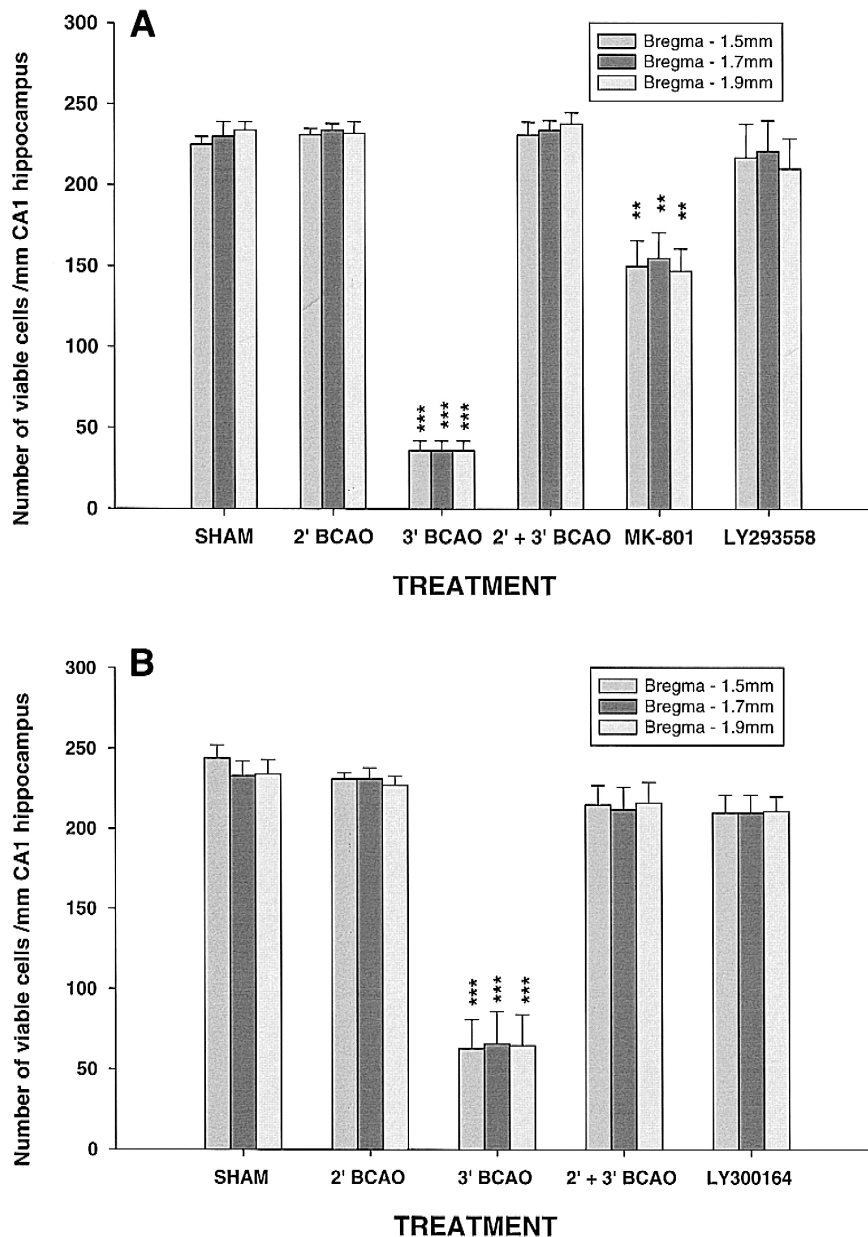 A
Number of viable cells /mm CA1 hippocampus
300
250
200
150
100
50
0
Bregma - 1.5mm
Bregma - 1.7mm
Bregma - 1.9mm
*** *** ***
** ** **
SHAM 2' BCAO 3' BCAO 2' + 3' BCAO MK-801 LY293558
TREATMENT
B
Number of viable cells /mm CA1 hippocampus
300
250
200
150
100
50
0
Bregma - 1.5mm
Bregma - 1.7mm
Bregma - 1.9mm
*** *** ***
SHAM 2' BCAO 3' BCAO 2' + 3' BCAO LY300164
TREATMENT